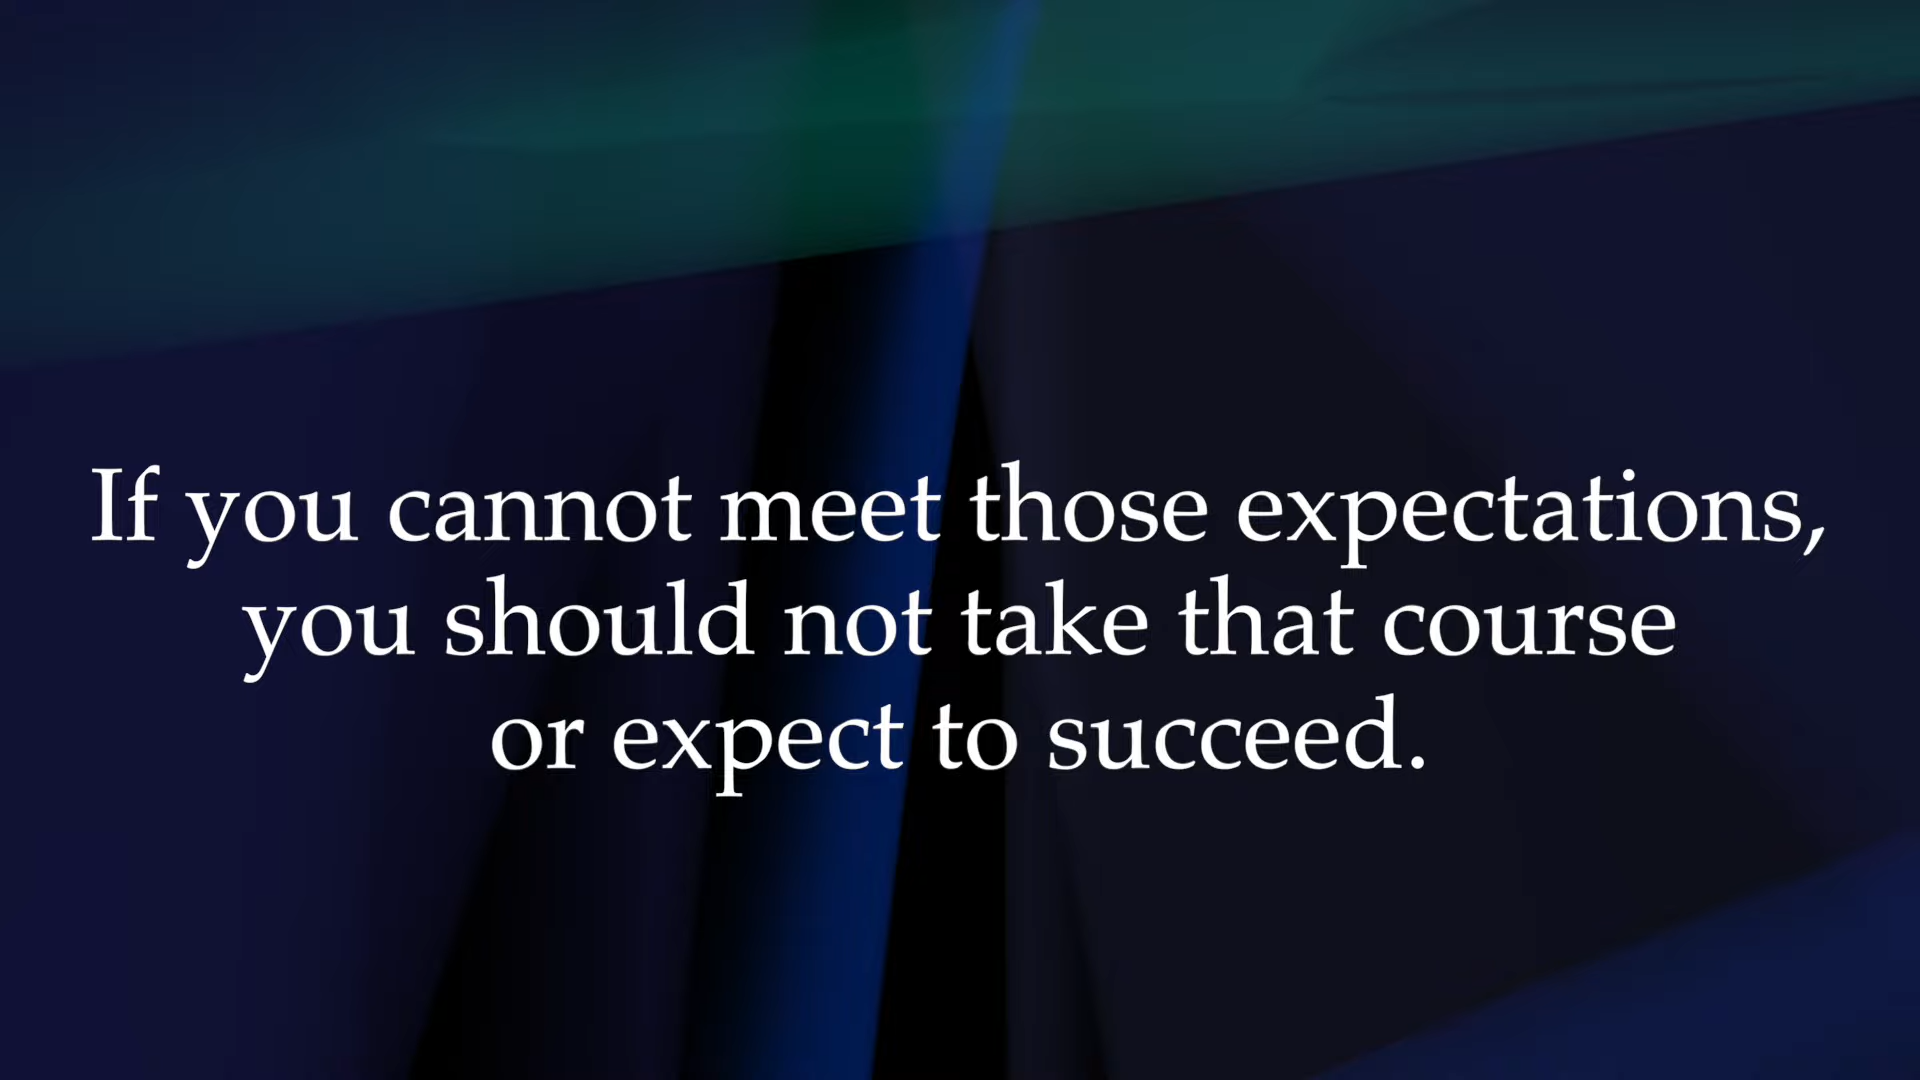 If you cannot meet those expectations,
you should not take that course
or expect to succeed.